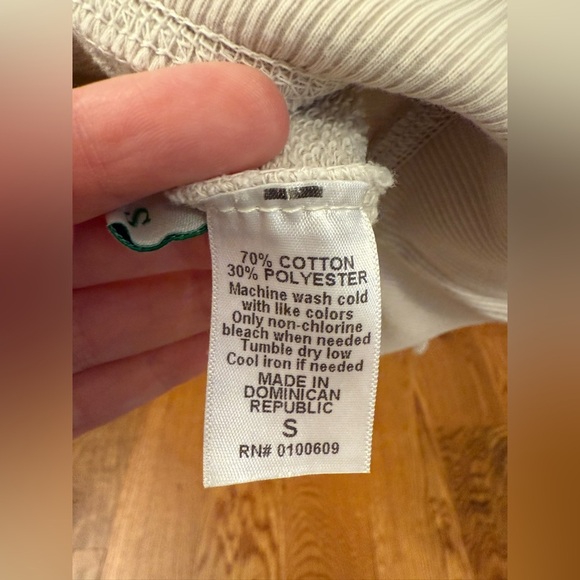 S
70% COTTON
30% POLYESTER
Machine wash cold
with like colors
Only non-chlorine
bleach when needed
Tumble dry low
Cool iron if needed
MADE IN
DOMINICAN
REPUBLIC
S
RN# 0100609